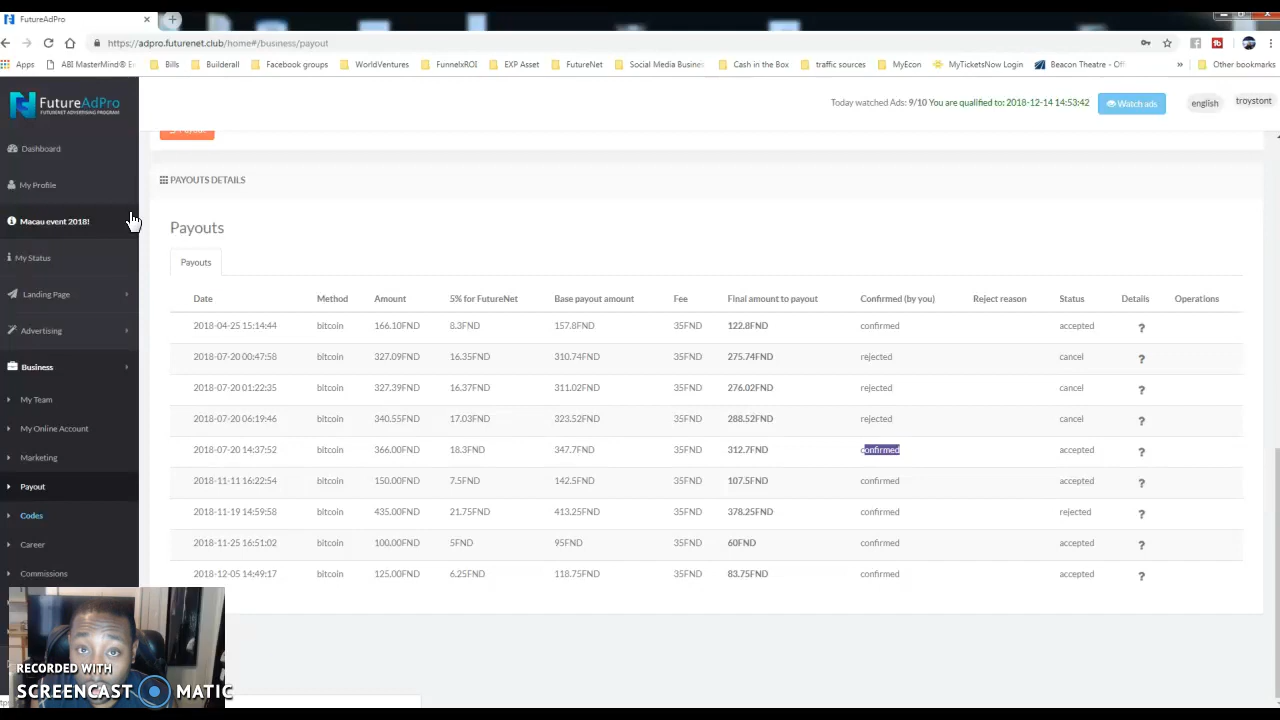 FutureAdPro
https://adpro.futurenet.club/home#/business/payout
Apps ABI MasterMind® E Bills Builderall Facebook groups WorldVentures FunnelxROI EXP Asset FutureNet Social Media Busines Cash in the Box traffic sources MyEcon MyTicketsNow Login Beacon Theatre - Off » Other bookmarks
FutureAdPro
FUTURENET ADVERTISING PROGRAM
Today watched Ads: 9/10 You are qualified to: 2018-12-14 14:53:42 Watch ads english troystont
Dashboard
My Profile
Macau event 2018!
My Status
Landing Page
Advertising
Business
My Team
My Online Account
Marketing
Payout
Codes
Career
Commissions
PAYOUTS DETAILS
Payouts
Payouts
Date Method Amount 5% for FutureNet Base payout amount Fee Final amount to payout Confirmed (by you) Reject reason Status Details Operations
2018-04-25 15:14:44 bitcoin 166.10FND 8.3FND 157.8FND 35FND 122.8FND confirmed accepted ?
2018-07-20 00:47:58 bitcoin 327.09FND 16.35FND 310.74FND 35FND 275.74FND rejected cancel ?
2018-07-20 01:22:35 bitcoin 327.39FND 16.37FND 311.02FND 35FND 276.02FND rejected cancel ?
2018-07-20 06:19:46 bitcoin 340.55FND 17.03FND 323.52FND 35FND 288.52FND rejected cancel ?
2018-07-20 14:37:52 bitcoin 366.00FND 18.3FND 347.7FND 35FND 312.7FND confirmed accepted ?
2018-11-11 16:22:54 bitcoin 150.00FND 7.5FND 142.5FND 35FND 107.5FND confirmed accepted ?
2018-11-19 14:59:58 bitcoin 435.00FND 21.75FND 413.25FND 35FND 378.25FND confirmed rejected ?
2018-11-25 16:51:02 bitcoin 100.00FND 5FND 95FND 35FND 60FND confirmed accepted ?
2018-12-05 14:49:17 bitcoin 125.00FND 6.25FND 118.75FND 35FND 83.75FND confirmed accepted ?
RECORDED WITH
SCREENCAST MATIC